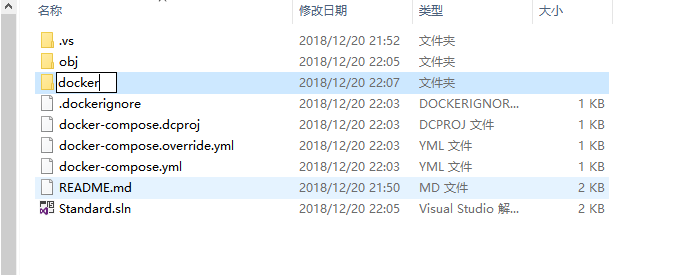 名称 修改日期 类型 大小
.vs 2018/12/20 21:52 文件夹
obj 2018/12/20 22:05 文件夹
docker 2018/12/20 22:07 文件夹
.dockerignore 2018/12/20 22:03 DOCKERIGNOR... 1 KB
docker-compose.dcproj 2018/12/20 22:03 DCPROJ 文件 1 KB
docker-compose.override.yml 2018/12/20 22:03 YML 文件 1 KB
docker-compose.yml 2018/12/20 22:03 YML 文件 1 KB
README.md 2018/12/20 21:50 MD 文件 2 KB
Standard.sln 2018/12/20 22:05 Visual Studio 解... 2 KB